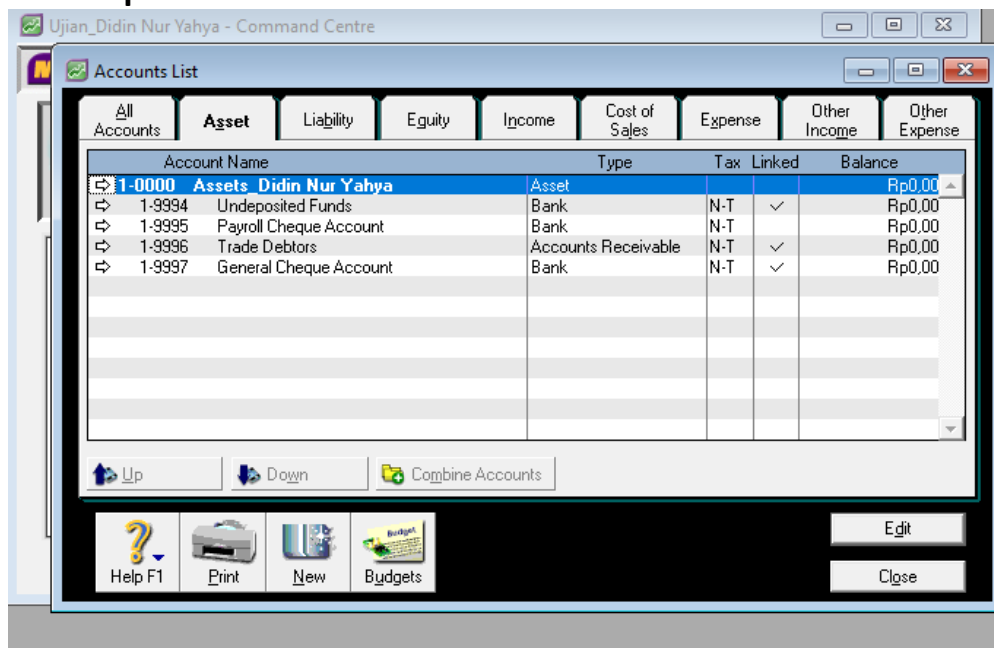 Ujian_Didin Nur Yahya - Command Centre
Accounts List
All Accounts
Asset
Liability
Equity
Income
Cost of Sales
Expense
Other Income
Other Expense
Account Name Type Tax Linked Balance
1-0000 Assets_Didin Nur Yahya Asset Rp0,00
1-9994 Undeposited Funds Bank N-T ✓ Rp0,00
1-9995 Payroll Cheque Account Bank N-T Rp0,00
1-9996 Trade Debtors Accounts Receivable N-T ✓ Rp0,00
1-9997 General Cheque Account Bank N-T ✓ Rp0,00
Up Down Combine Accounts
Budget
Edit
Help F1 Print New Budgets
Close